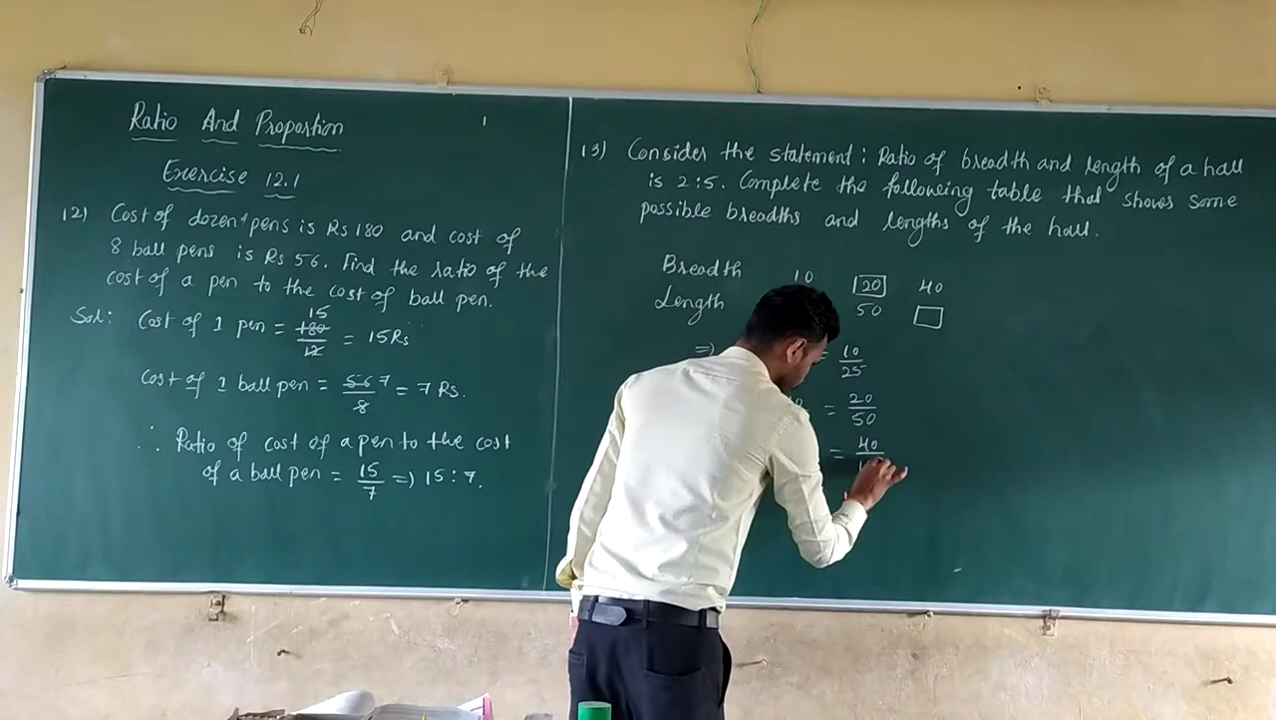 Ratio And Proportion
Exercise 12.1
12) Cost of dozen pens is Rs 180 and cost of
8 ball pens is Rs 56. Find the ratio of the
cost of a pen to the cost of ball pen.
Sol: Cost of 1 pen = 15 180/12 = 15 Rs
Cost of 1 ball pen = 56 7/8 = 7 Rs.
∴ Ratio of cost of a pen to the cost
of a ball pen = 15/7 => 15:7.
13) Consider the statement: Ratio of breadth and length of a hall
is 2:5. Complete the following table that shows some
possible breadths and lengths of the hall.
Breadth 10 20 40
Length 50
=> = 10/25
= 20/50
= 40